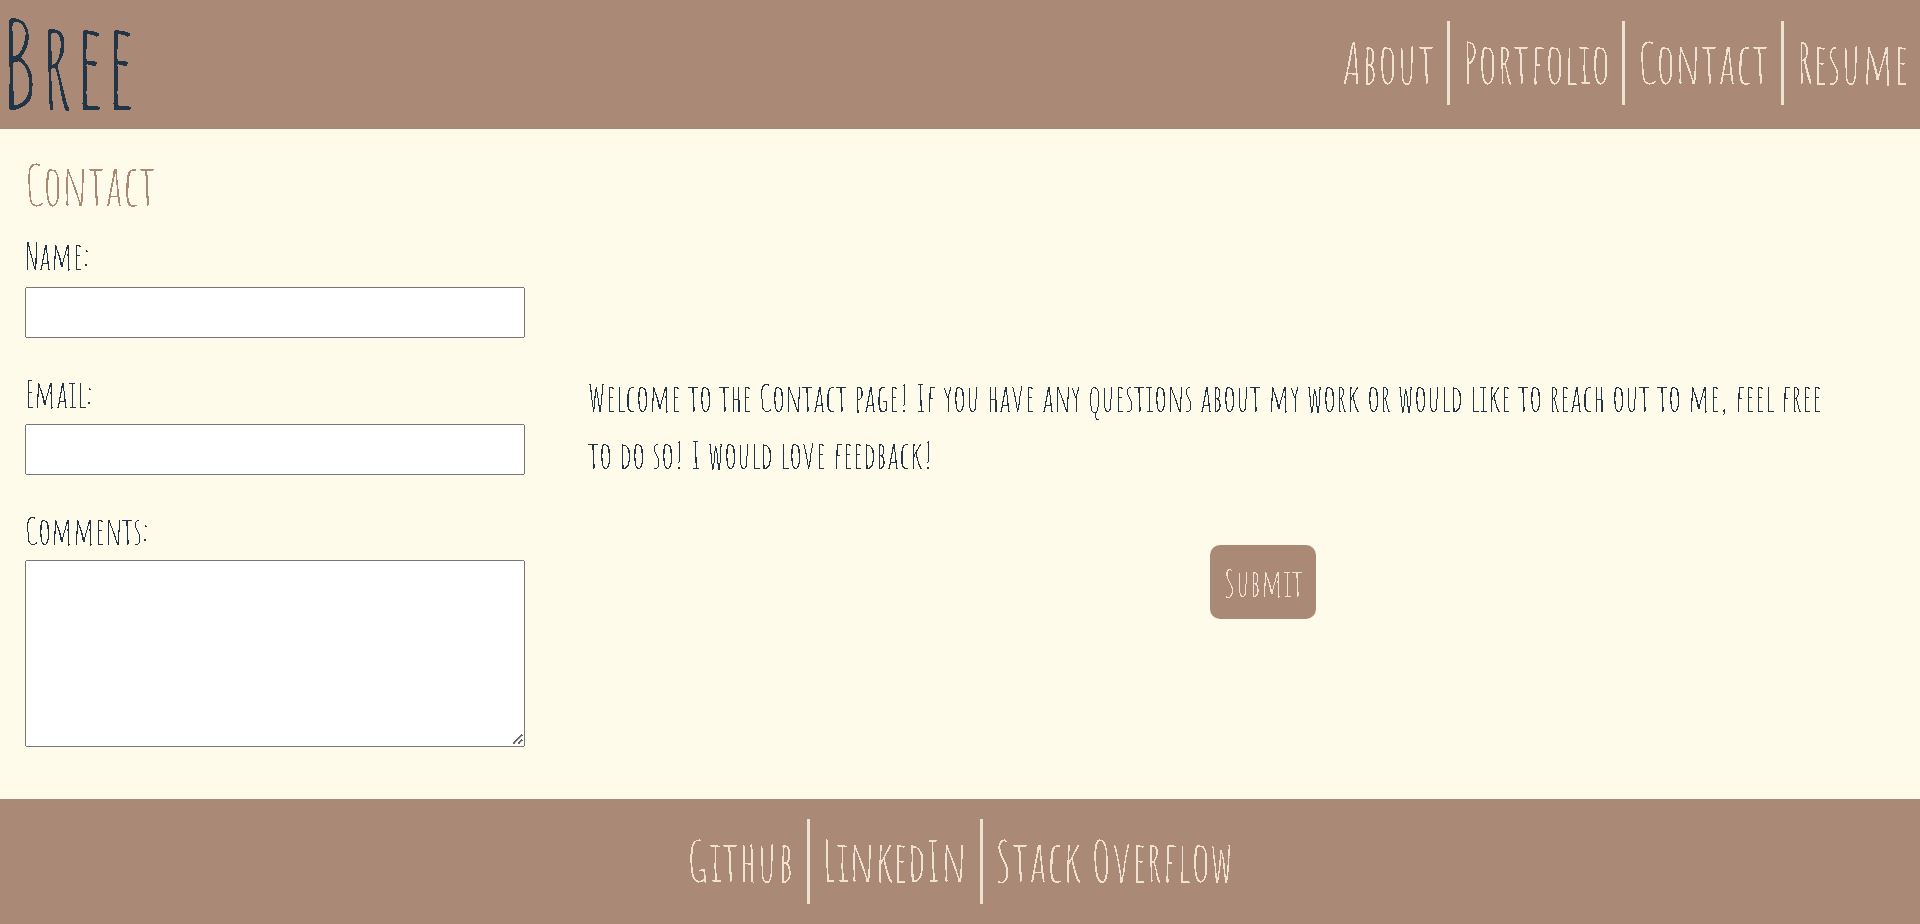 Bree
About
Portfolio
Contact
Resume
Contact
Name:
Email:
Comments:
Welcome to the Contact page! If you have any questions about my work or would like to reach out to me, feel free
to do so! I would love feedback!
Submit
Github
LinkedIn
Stack Overflow